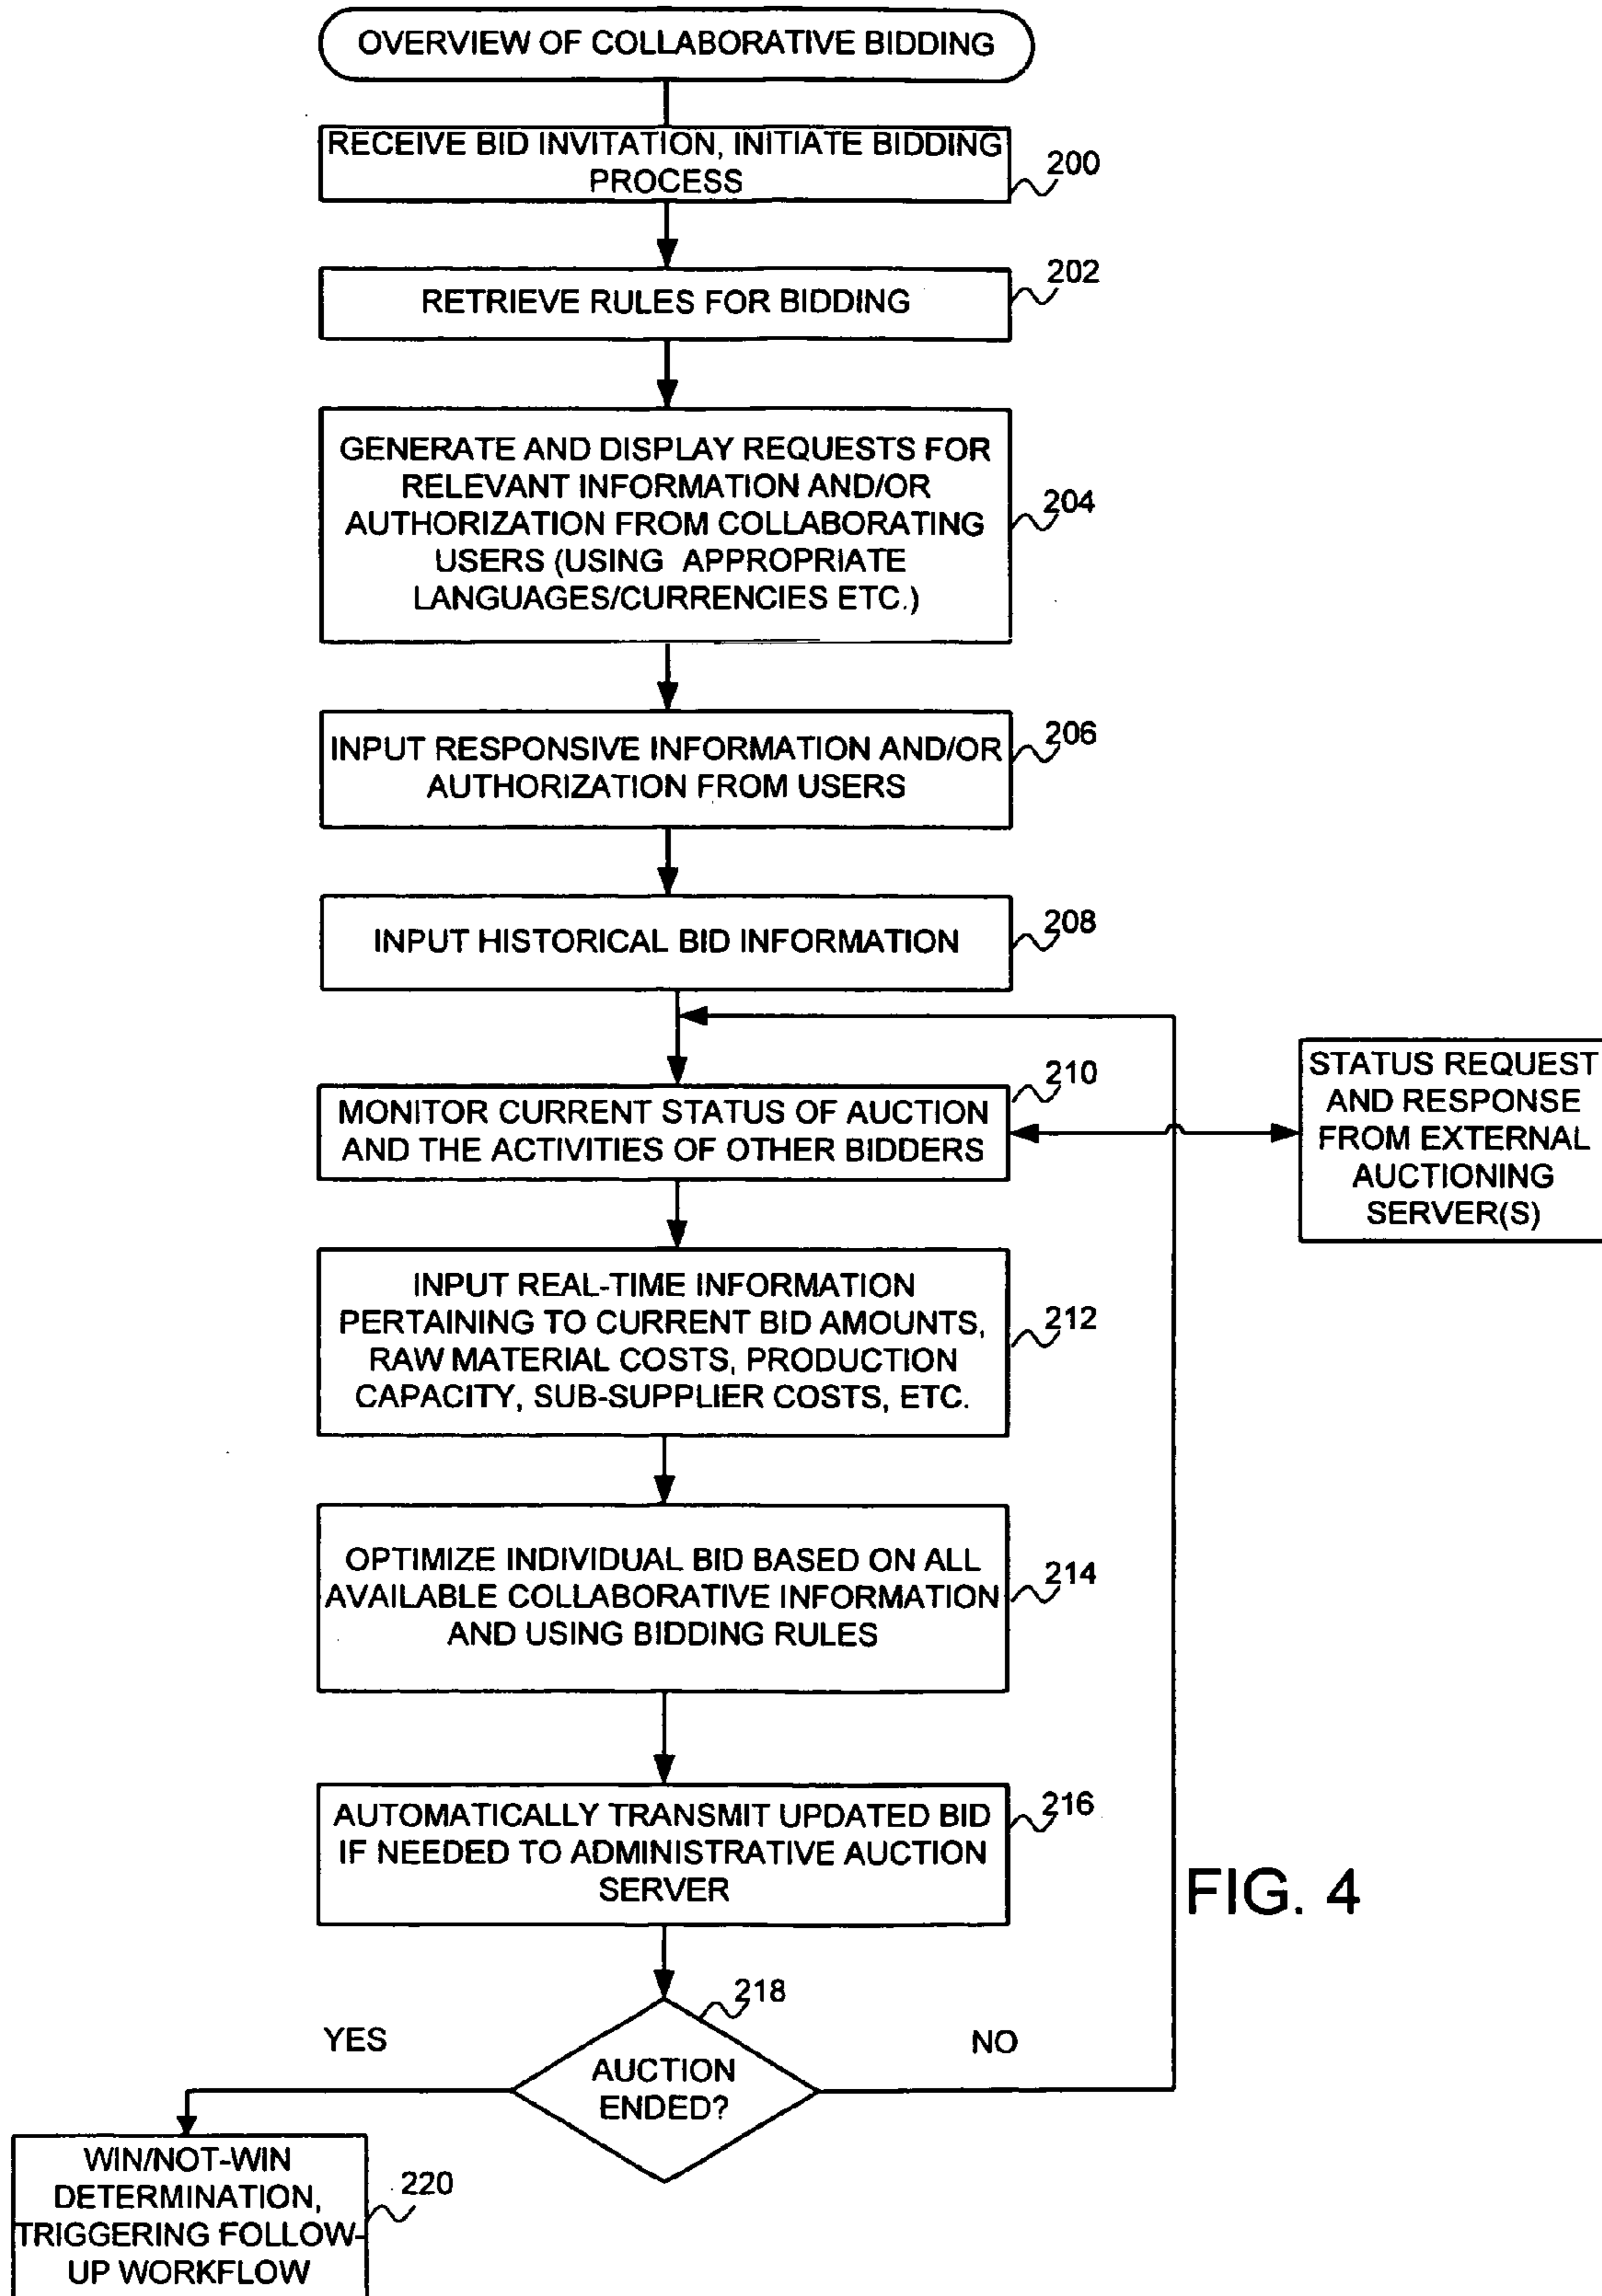 OVERVIEW OF COLLABORATIVE BIDDING
RECEIVE BID INVITATION, INITIATE BIDDING
PROCESS
200
RETRIEVE RULES FOR BIDDING
202
GENERATE AND DISPLAY REQUESTS FOR
RELEVANT INFORMATION AND/OR
AUTHORIZATION FROM COLLABORATING
USERS (USING APPROPRIATE
LANGUAGES/CURRENCIES ETC.)
204
INPUT RESPONSIVE INFORMATION AND/OR
AUTHORIZATION FROM USERS
206
INPUT HISTORICAL BID INFORMATION
208
MONITOR CURRENT STATUS OF AUCTION
AND THE ACTIVITIES OF OTHER BIDDERS
210
STATUS REQUEST
AND RESPONSE
FROM EXTERNAL
AUCTIONING
SERVER(S)
INPUT REAL-TIME INFORMATION
PERTAINING TO CURRENT BID AMOUNTS,
RAW MATERIAL COSTS, PRODUCTION
CAPACITY, SUB-SUPPLIER COSTS, ETC.
212
OPTIMIZE INDIVIDUAL BID BASED ON ALL
AVAILABLE COLLABORATIVE INFORMATION
AND USING BIDDING RULES
214
AUTOMATICALLY TRANSMIT UPDATED BID
IF NEEDED TO ADMINISTRATIVE AUCTION
SERVER
216
FIG. 4
218
YES
NO
AUCTION
ENDED?
WIN/NOT-WIN
DETERMINATION,
TRIGGERING FOLLOW-
UP WORKFLOW
220